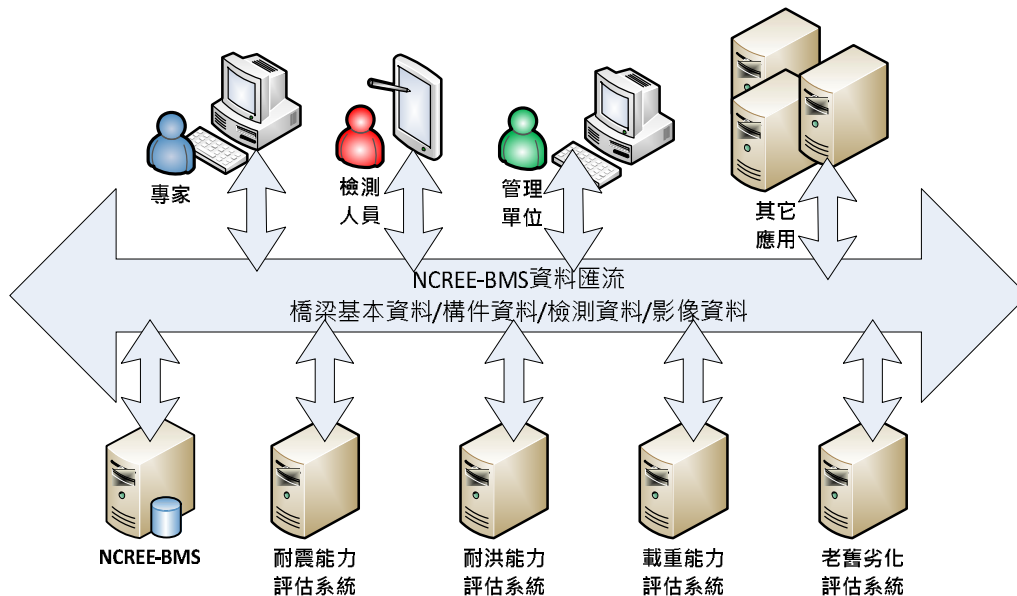 專家
檢測
人員
管理
單位
其它
應用
NCREE-BMS資料匯流
橋梁基本資料/構件資料/檢測資料/影像資料
NCREE-BMS
耐震能力
評估系統
耐洪能力
評估系統
載重能力
評估系統
老舊劣化
評估系統